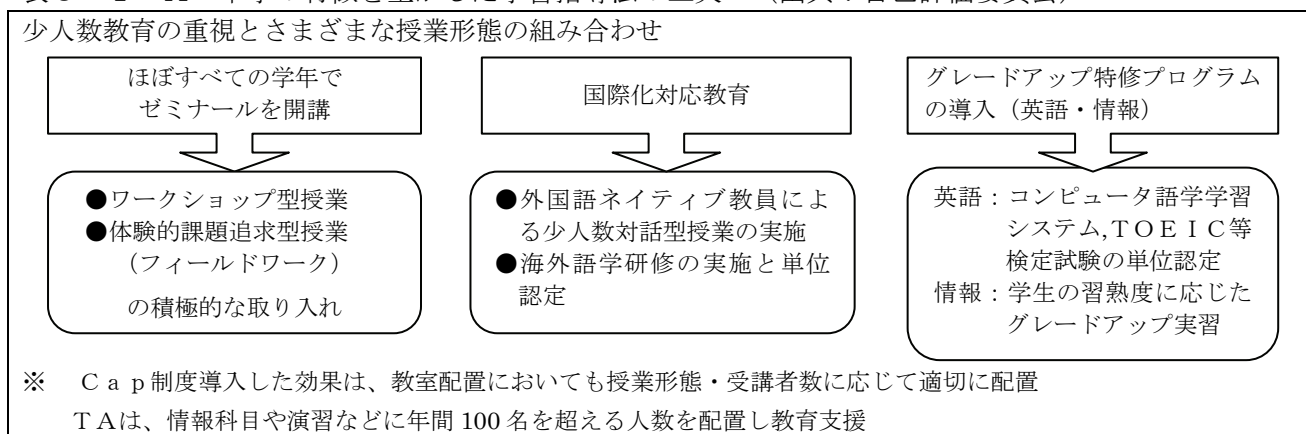 少人数教育の重視とさまざまな授業形態の組み合わせ
ほぼすべての学年で
ゼミナールを開講
●ワークショップ型授業
●体験的課題追求型授業
（フィールドワーク）
の積極的な取り入れ
国際化対応教育
●外国語ネイティブ教員によ
る少人数対話型授業の実施
●海外語学研修の実施と単位
認定
グレードアップ特修プログラム
の導入（英語・情報）
英語：コンピュータ語学学習
システム,ＴＯＥＩＣ等
検定試験の単位認定
情報：学生の習熟度に応じた
グレードアップ実習
※　Ｃａｐ制度導入した効果は、教室配置においても授業形態・受講者数に応じて適切に配置
ＴＡは、情報科目や演習などに年間 100 名を超える人数を配置し教育支援